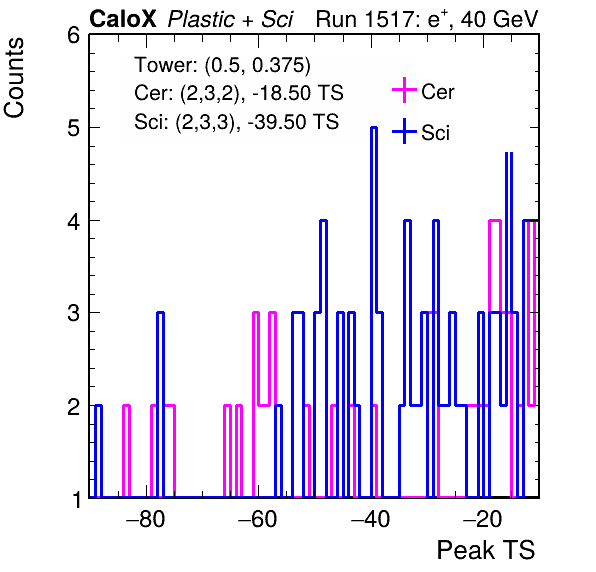 CaloX Plastic + Sci Run 1517: e+, 40 GeV
Tower: (0.5, 0.375)
Cer: (2,3,2), -18.50 TS
Sci: (2,3,3), -39.50 TS
Cer
Sci
Counts
6
5
4
3
2
1
−80 −60 −40 −20
Peak TS